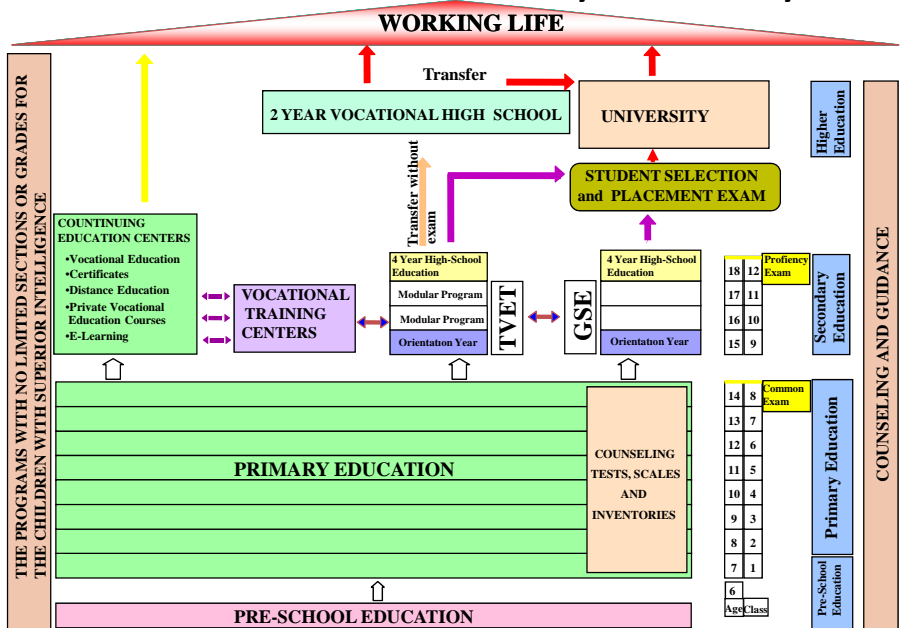 WORKING LIFE
THE PROGRAMS WITH NO LIMITED SECTIONS OR GRADES FOR
THE CHILDREN WITH SUPERIOR INTELLIGENCE
Transfer
2 YEAR VOCATIONAL HIGH SCHOOL
UNIVERSITY
Higher
Education
Transfer without
exam
STUDENT SELECTION
and PLACEMENT EXAM
COUNTINUING
EDUCATION CENTERS
•Vocational Education
•Certificates
•Distance Education
•Private Vocational
Education Courses
•E-Learning
VOCATIONAL
TRAINING
CENTERS
4 Year High-School
Education
Modular Program
Modular Program
Orientation Year
TVET
GSE
4 Year High-School
Education
Orientation Year
18 12
17 11
16 10
15 9
Profiency
Exam
Secondary
Education
COUNSELING AND GUIDANCE
PRIMARY EDUCATION
COUNSELING
TESTS, SCALES
AND
INVENTORIES
14 8
13 7
12 6
11 5
10 4
9 3
8 2
7 1
6
Age Class
Common
Exam
Primary Education
Pre-School
Education
PRE-SCHOOL EDUCATION